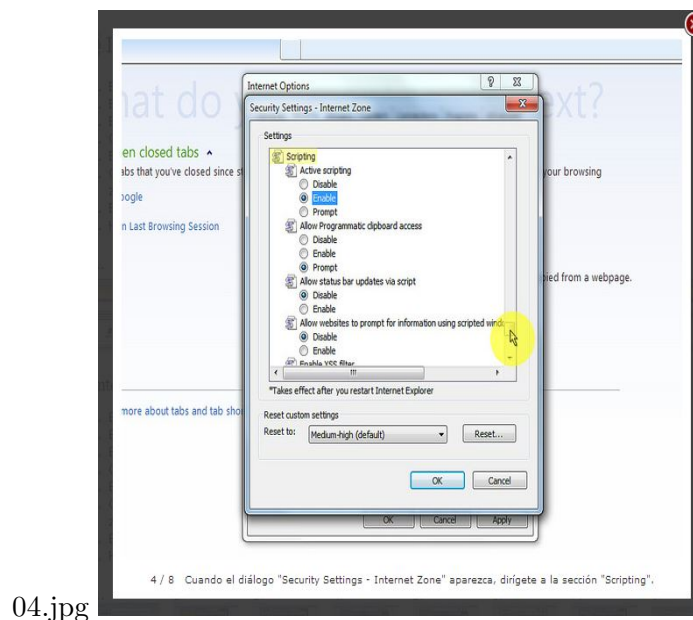 Internet Options
Security Settings - Internet Zone
hat do
ext?
Settings
en closed tabs
abs that you've closed since s
your browsing
ogle
n Last Browsing Session
Scripting
Active scripting
Disable
Enable
Prompt
Allow Programmatic clipboard access
Disable
Enable
Prompt
pied from a webpage.
Allow status bar updates via script
Disable
Enable
Allow websites to prompt for information using scripted wind
Disable
Enable
Enable XSS filter
*Takes effect after you restart Internet Explorer
more about tabs and tab sho
Reset custom settings
Reset to:
Medium-high (default)
Reset...
OK
Cancel
OK
Cancel
Apply
4 / 8 Cuando el diálogo "Security Settings - Internet Zone" aparezca, dirígete a la sección "Scripting".
04.jpg